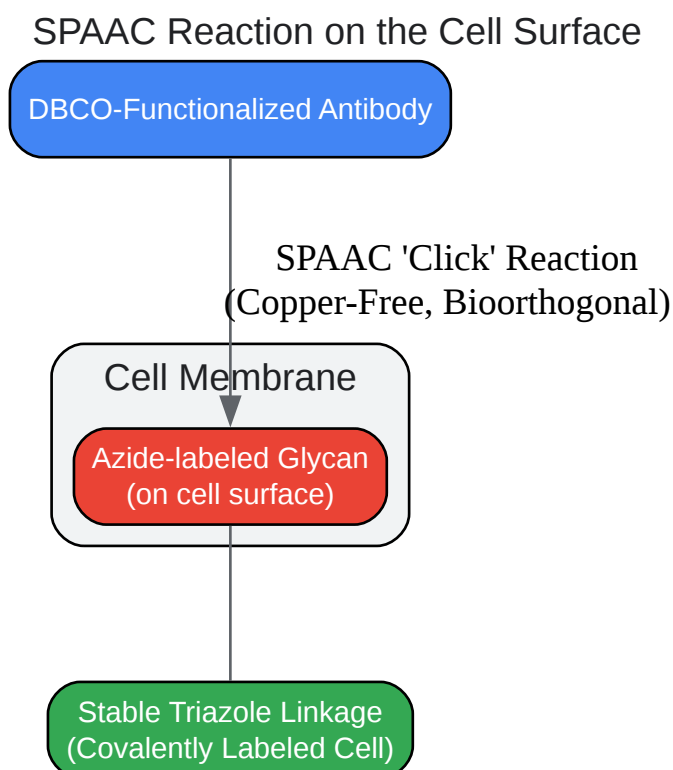 SPAAC Reaction on the Cell Surface
DBCO-Functionalized Antibody
SPAAC 'Click' Reaction
(Copper-Free, Bioorthogonal)
Cell Membrane
Azide-labeled Glycan
(on cell surface)
Stable Triazole Linkage
(Covalently Labeled Cell)